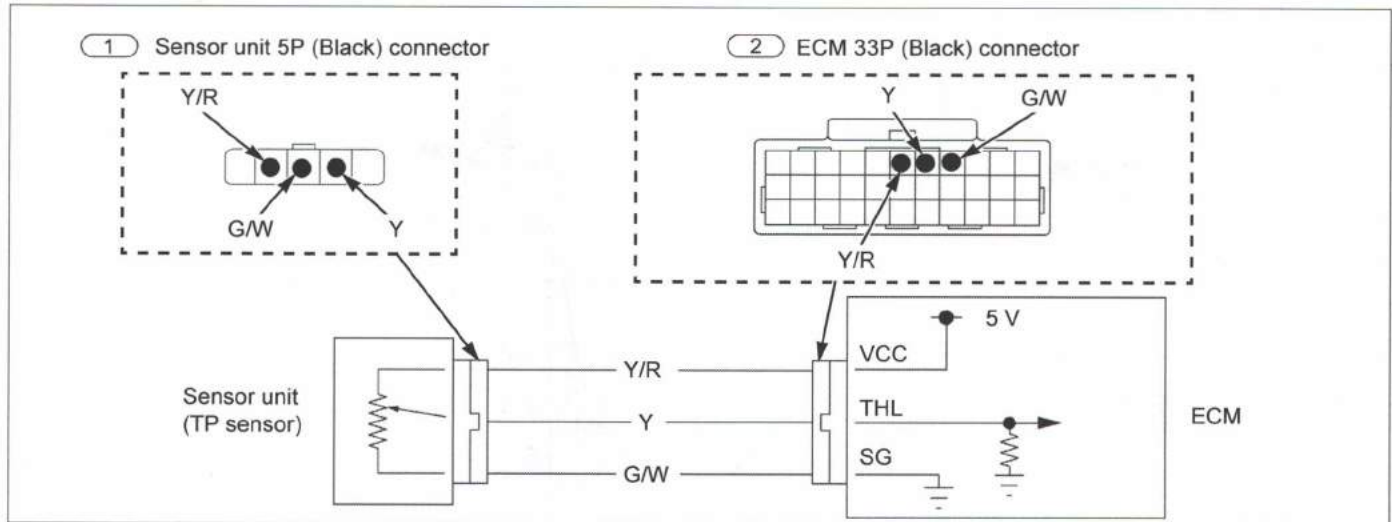 1 Sensor unit 5P (Black) connector
2 ECM 33P (Black) connector
Y/R
G/W
Y
Y
G/W
Y/R
Sensor unit
(TP sensor)
Y/R
Y
G/W
5 V
VCC
THL
SG
ECM